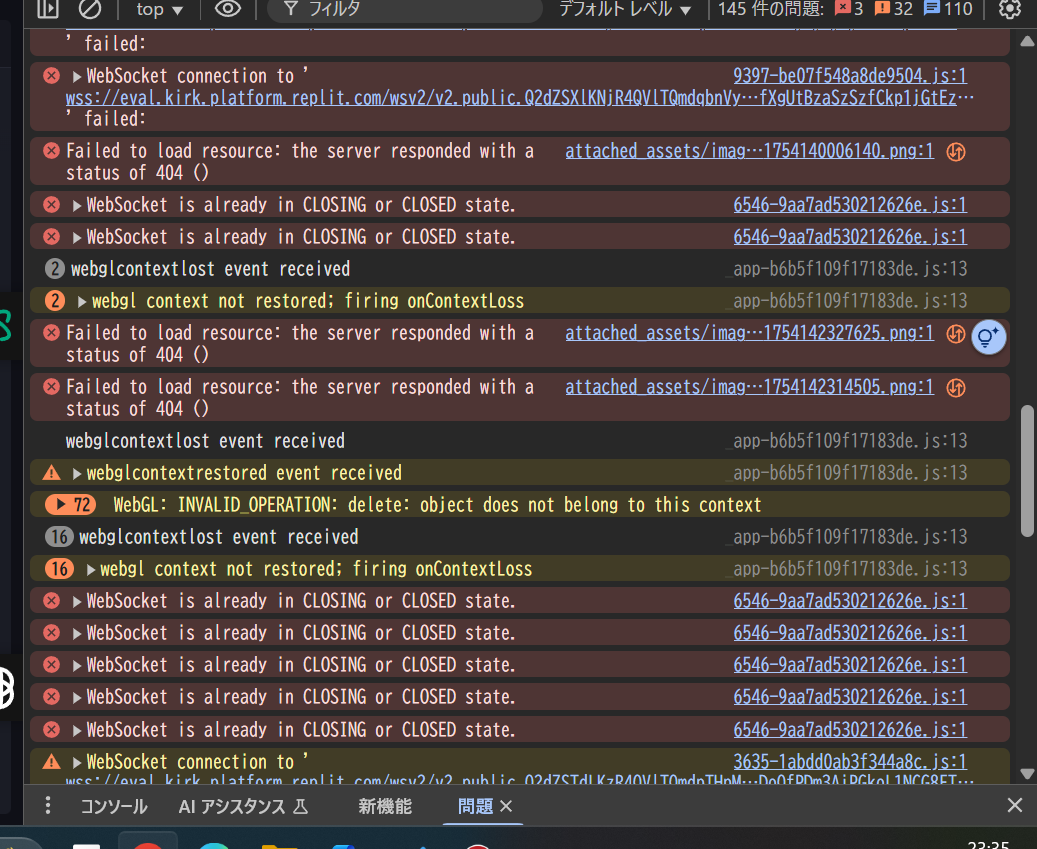 top ▼ フィルタ デフォルト レベル ▼ 145 件の問題: 3 32 110
' failed:
WebSocket connection to ' 9397-be07f548a8de9504.js:1
wss://eval.kirk.platform.replit.com/wsv2/v2.public.Q2dZSXlKNjR4QVlTQmdqbnVy…fXgUtBzaSzSzfCkp1jGtEz…
' failed:
Failed to load resource: the server responded with a attached_assets/imag…1754140006140.png:1
status of 404 ()
WebSocket is already in CLOSING or CLOSED state. 6546-9aa7ad530212626e.js:1
WebSocket is already in CLOSING or CLOSED state. 6546-9aa7ad530212626e.js:1
2 webglcontextlost event received _app-b6b5f109f17183de.js:13
2 webgl context not restored; firing onContextLoss _app-b6b5f109f17183de.js:13
Failed to load resource: the server responded with a attached_assets/imag…1754142327625.png:1
status of 404 ()
Failed to load resource: the server responded with a attached_assets/imag…1754142314505.png:1
status of 404 ()
webglcontextlost event received _app-b6b5f109f17183de.js:13
webglcontextrestored event received _app-b6b5f109f17183de.js:13
72 WebGL: INVALID_OPERATION: delete: object does not belong to this context
16 webglcontextlost event received _app-b6b5f109f17183de.js:13
16 webgl context not restored; firing onContextLoss _app-b6b5f109f17183de.js:13
WebSocket is already in CLOSING or CLOSED state. 6546-9aa7ad530212626e.js:1
WebSocket is already in CLOSING or CLOSED state. 6546-9aa7ad530212626e.js:1
WebSocket is already in CLOSING or CLOSED state. 6546-9aa7ad530212626e.js:1
WebSocket is already in CLOSING or CLOSED state. 6546-9aa7ad530212626e.js:1
WebSocket is already in CLOSING or CLOSED state. 6546-9aa7ad530212626e.js:1
WebSocket connection to ' 3635-1abdd0ab3f344a8c.js:1
コンソール AI アシスタンス 新機能 問題
23:35